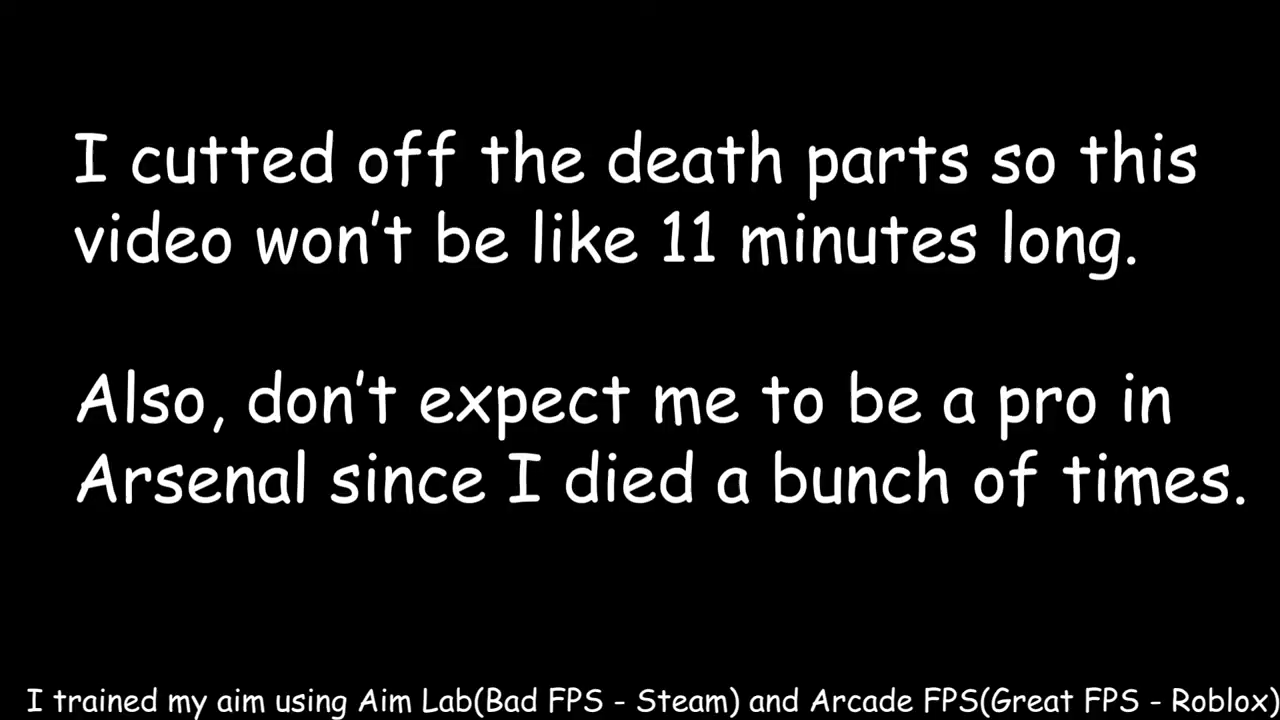 I cutted off the death parts so this
video won't be like 11 minutes long.
Also, don't expect me to be a pro in
Arsenal since I died a bunch of times.
I trained my aim using Aim Lab(Bad FPS - Steam) and Arcade FPS(Great FPS - Roblox)